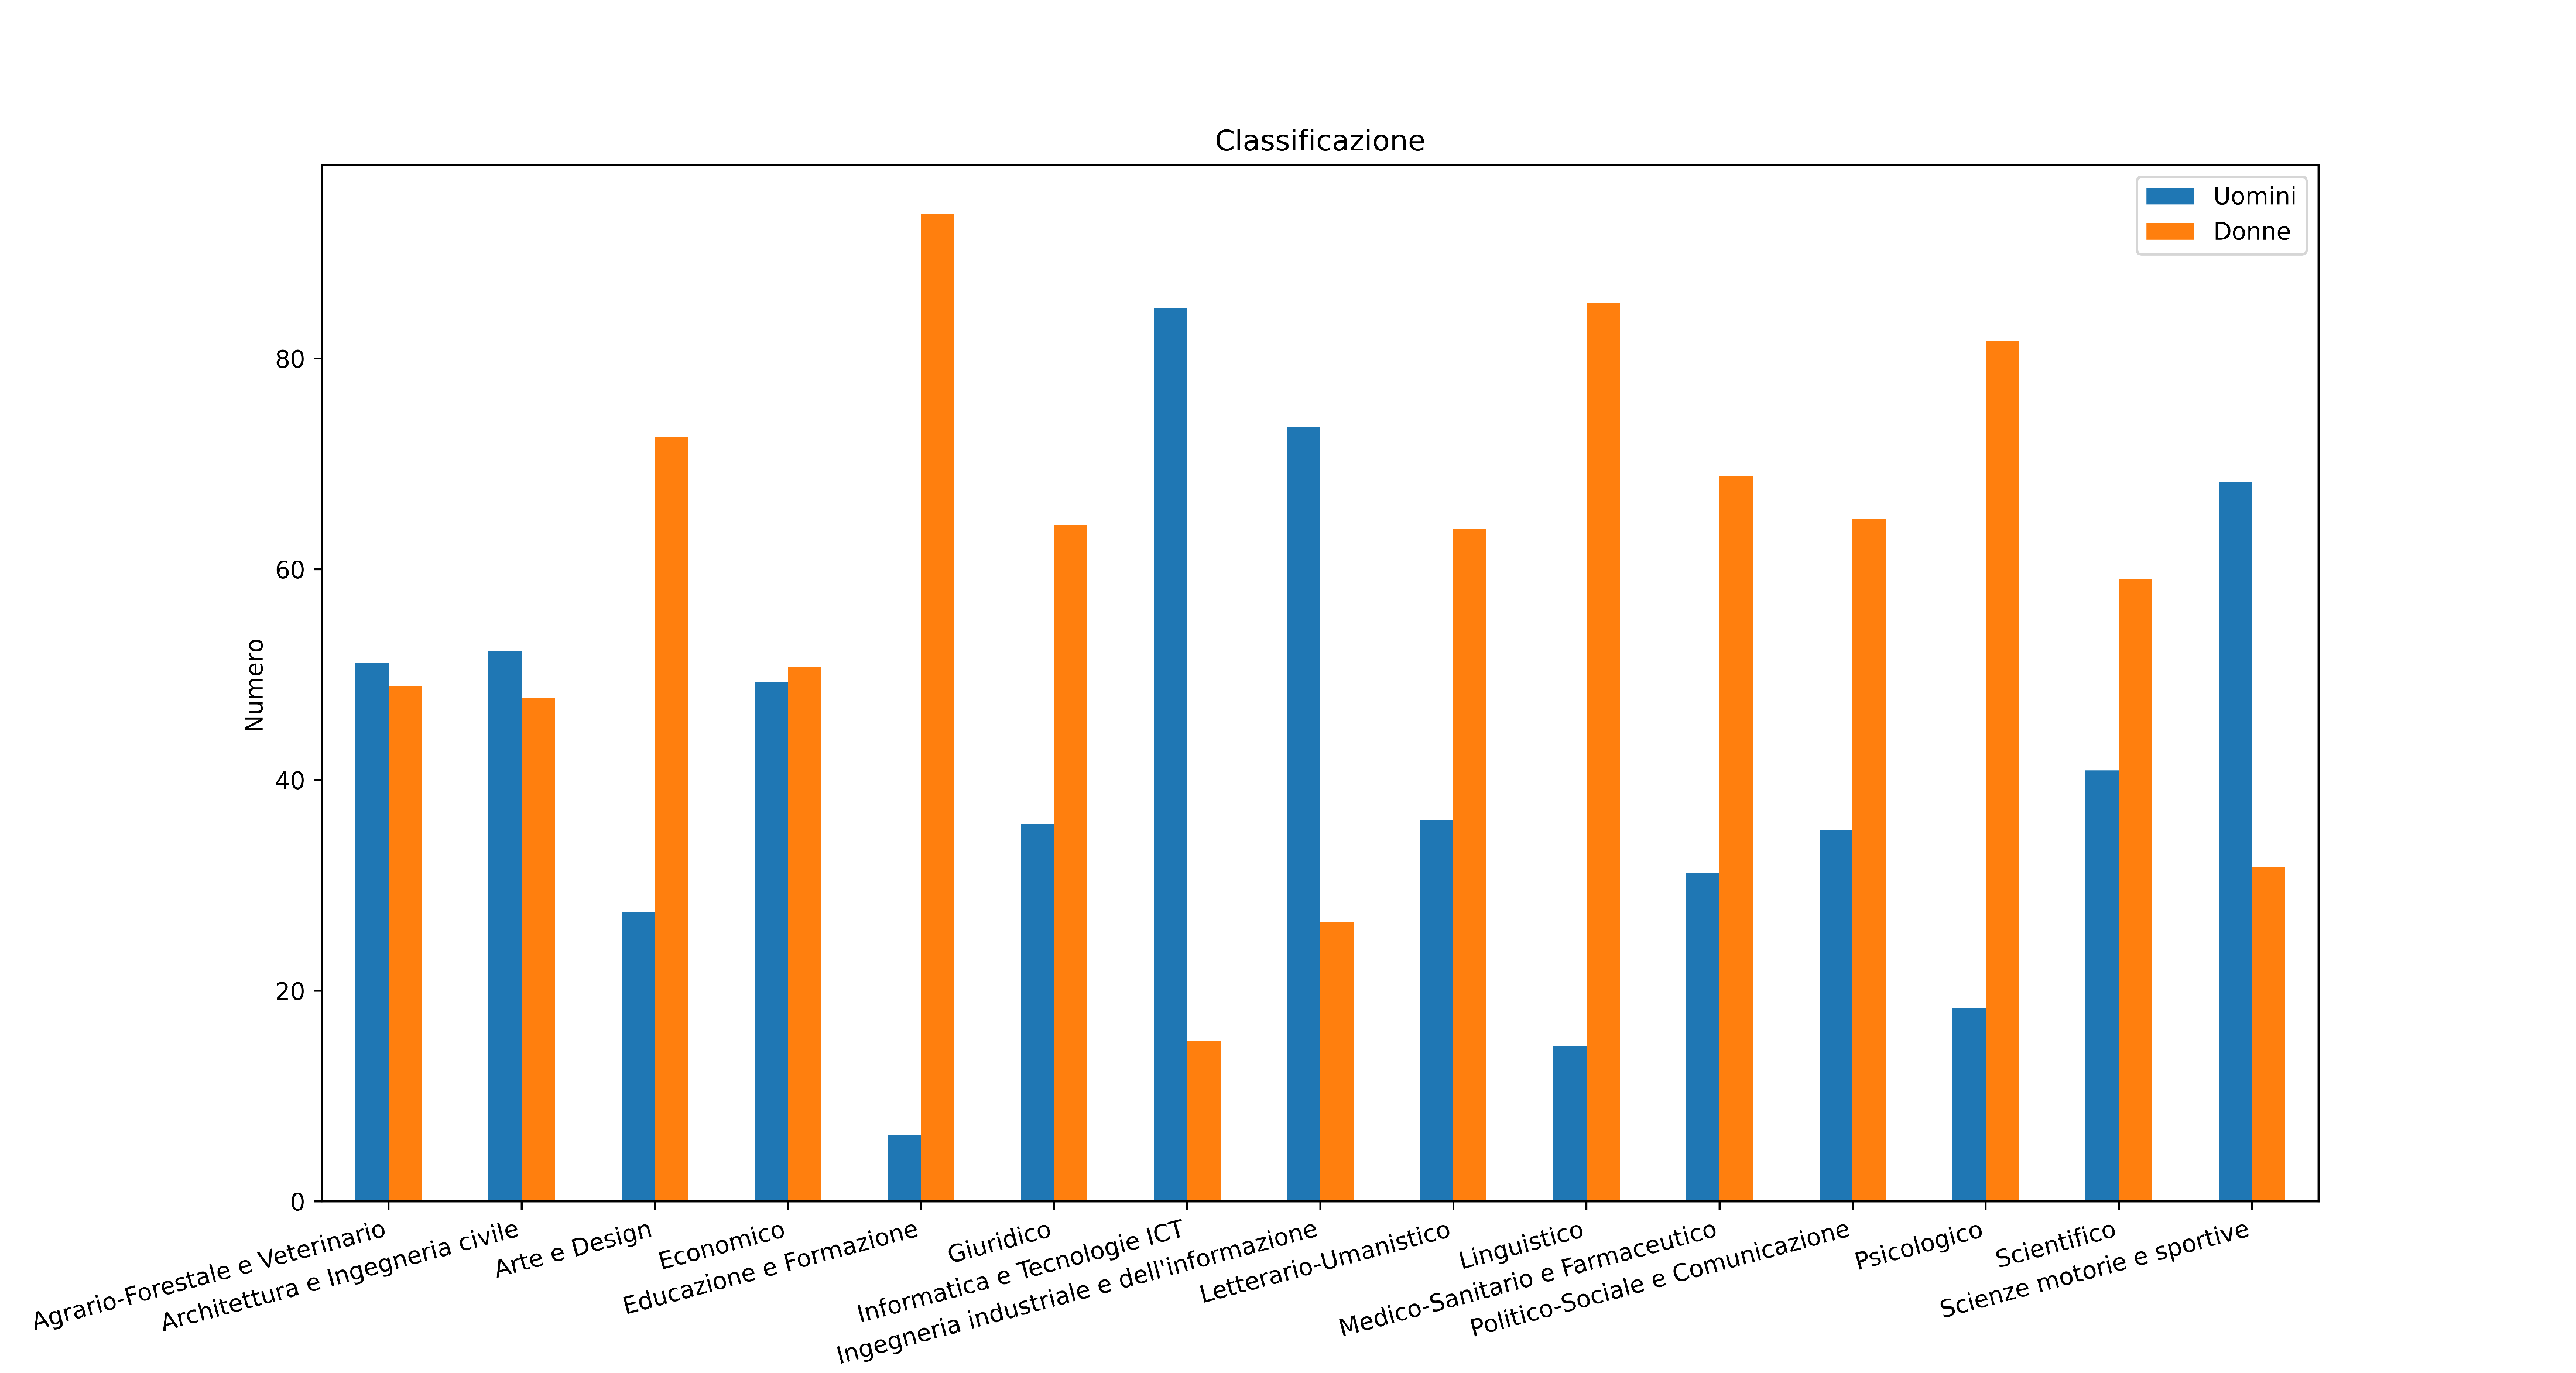 Classificazione
Uomini
Donne
Numero
80
60
40
20
0
Agrario-Forestale e Veterinario
Architettura e Ingegneria civile
Arte e Design
Economico
Educazione e Formazione
Giuridico
Informatica e Tecnologie ICT
Ingegneria industriale e dell'informazione
Letterario-Umanistico
Linguistico
Medico-Sanitario e Farmaceutico
Politico-Sociale e Comunicazione
Psicologico
Scientifico
Scienze motorie e sportive